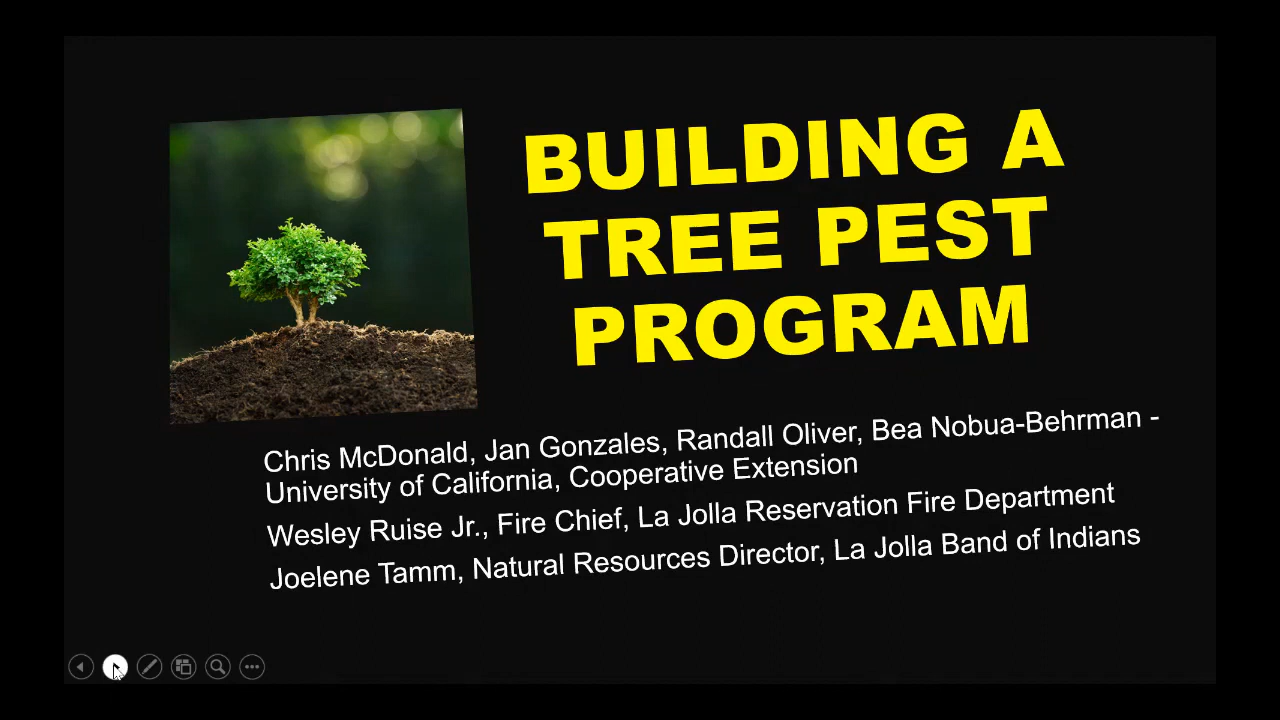 BUILDING A
TREE PEST
PROGRAM
Chris McDonald, Jan Gonzales, Randall Oliver, Bea Nobua-Behrman -
University of California, Cooperative Extension
Wesley Ruise Jr., Fire Chief, La Jolla Reservation Fire Department
Joelene Tamm, Natural Resources Director, La Jolla Band of Indians